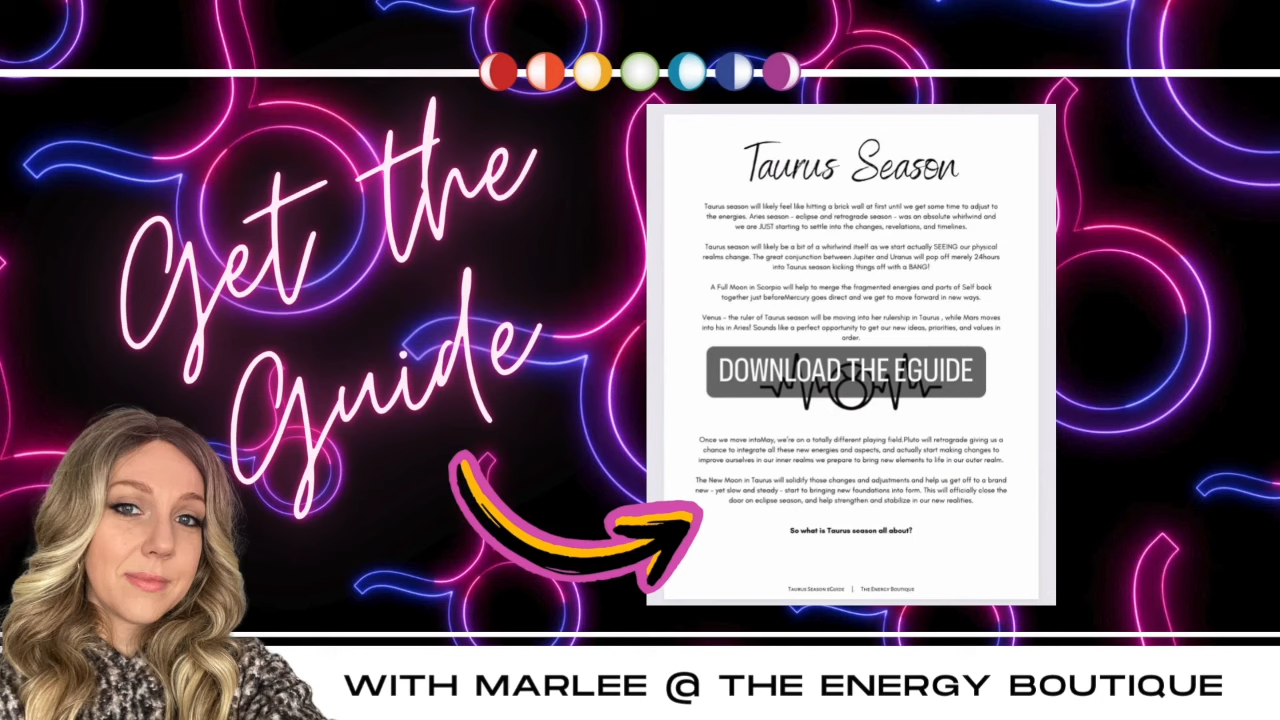 Get the
Guide
Taurus Season
Taurus season will likely feel like hitting a brick wall at first until we get some time to adjust to
the energies. Aries season - eclipse and retrograde season - was an absolute whirlwind and
we are JUST starting to settle into the changes, revelations, and timelines.
Taurus season will likely be a bit of a whirlwind itself as we start actually SEEING our physical
realms change. The great conjunction between Jupiter and Uranus will pop off merely 24hours
into Taurus season kicking things off with a BANG!
A Full Moon in Scorpio will help to merge the fragmented energies and parts of Self back
together just beforeMercury goes direct and we get to move forward in new ways.
Venus - the ruler of Taurus season will be moving into her rulership in Taurus , while Mars moves
into his in Aries! Sounds like a perfect opportunity to get our new ideas, priorities, and values in
order.
DOWNLOAD THE EGUIDE
Once we move intoMay, we're on a totally different playing field.Pluto will retrograde giving us a
chance to integrate all these new energies and aspects, and actually start making changes to
improve ourselves in our inner realms we prepare to bring new elements to life in our outer realm.
The New Moon in Taurus will solidify those changes and adjustments and help us get off to a brand
new - yet slow and steady - start to bringing new foundations into form. This will officially close the
door on eclipse season, and help strengthen and stabilize in our new realities.
So what is Taurus season all about?
Taurus Season eGuide | The Energy Boutique
WITH MARLEE @ THE ENERGY BOUTIQUE